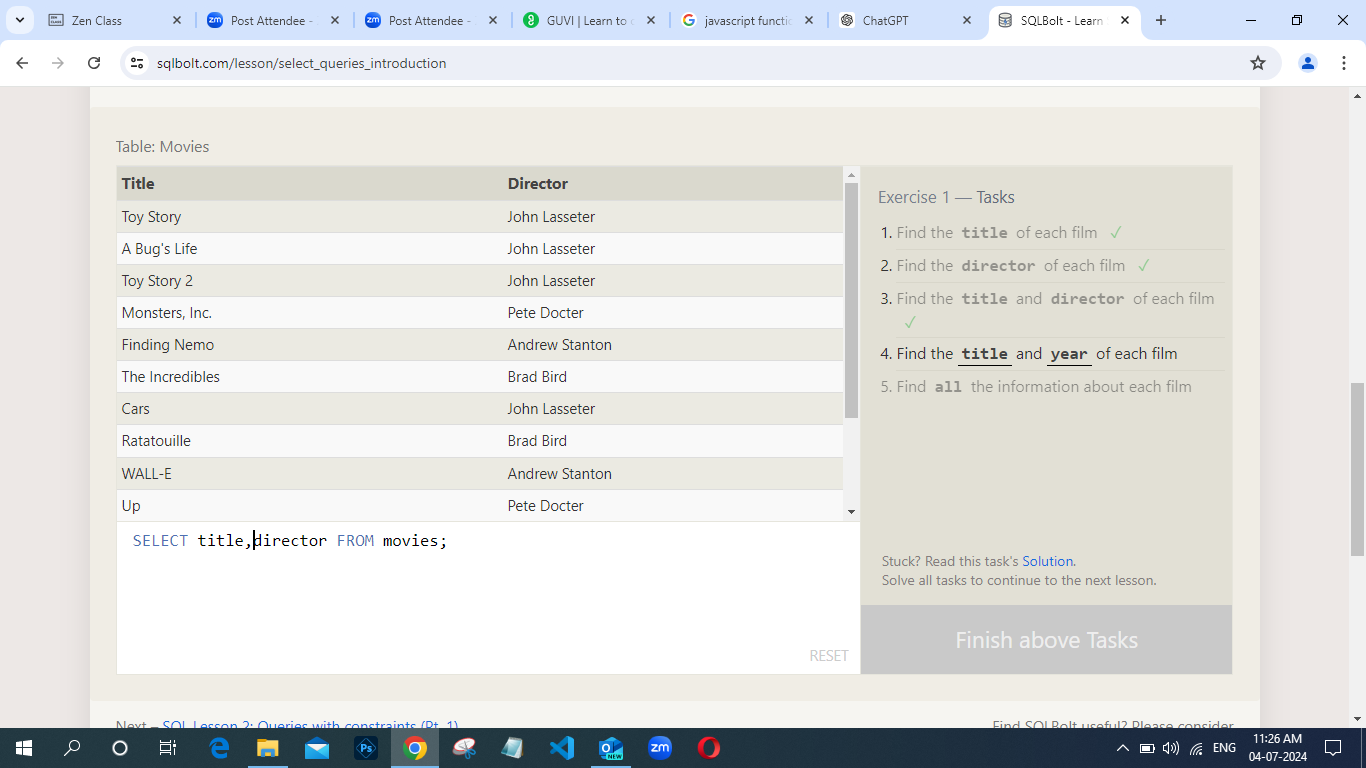 Zen Class
Post Attendee -
Post Attendee -
GUVI | Learn to c
javascript functi
ChatGPT
SQLBolt - Learn S
sqlbolt.com/lesson/select_queries_introduction
Table: Movies
Title Director
Toy Story John Lasseter
A Bug's Life John Lasseter
Toy Story 2 John Lasseter
Monsters, Inc. Pete Docter
Finding Nemo Andrew Stanton
The Incredibles Brad Bird
Cars John Lasseter
Ratatouille Brad Bird
WALL-E Andrew Stanton
Up Pete Docter
SELECT title,director FROM movies;
RESET
Exercise 1 — Tasks
1. Find the title of each film ✓
2. Find the director of each film ✓
3. Find the title and director of each film
✓
4. Find the title and year of each film
5. Find all the information about each film
Stuck? Read this task's Solution.
Solve all tasks to continue to the next lesson.
Finish above Tasks
Next – SQL Lesson 2: Queries with constraints (Pt. 1)
Find SQLBolt useful? Please consider
ENG
11:26 AM
04-07-2024